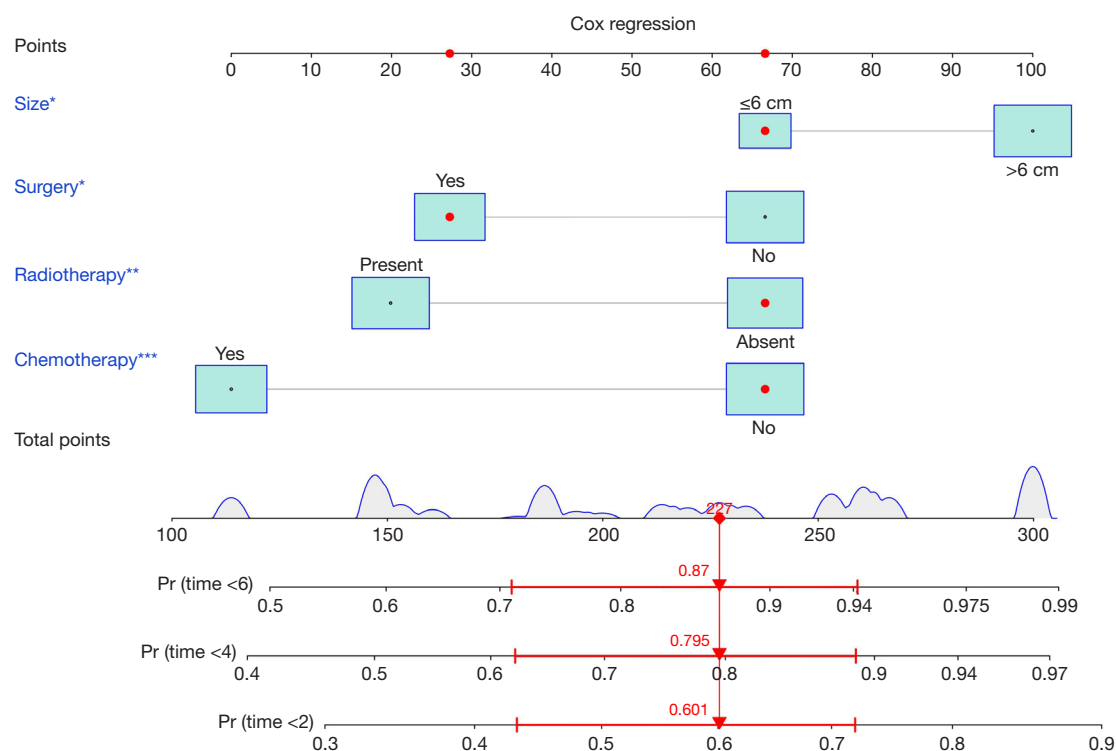 Cox regression
Points
0 10 20 30 40 50 60 70 80 90 100
Size*
≤6 cm
>6 cm
Surgery*
Yes
No
Radiotherapy**
Present
Absent
Chemotherapy***
Yes
No
Total points
227
100 150 200 250 300
0.87
Pr (time <6)
0.5 0.6 0.7 0.8 0.9 0.94 0.975 0.99
0.795
Pr (time <4)
0.4 0.5 0.6 0.7 0.8 0.9 0.94 0.97
0.601
Pr (time <2)
0.3 0.4 0.5 0.6 0.7 0.8 0.9